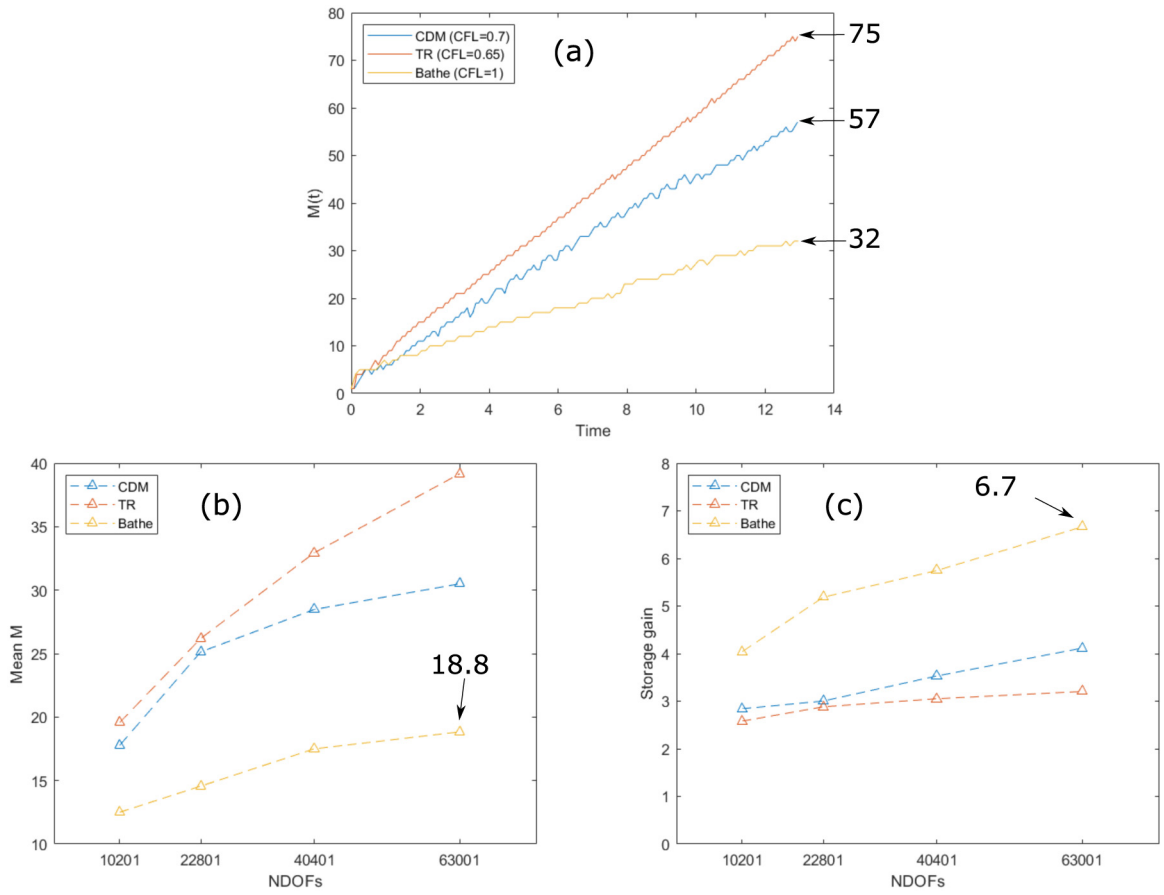 80
70
60
50
40
30
20
10
0
M(t)
CDM (CFL=0.7)
TR (CFL=0.65)
Bathe (CFL=1)
(a)
75
57
32
0 2 4 6 8 10 12 14
Time
40
35
30
25
20
15
10
Mean M
CDM
TR
Bathe
(b)
18.8
10201 22801 40401 63001
NDOFs
8
7
6
5
4
3
2
1
0
Storage gain
CDM
TR
Bathe
(c)
6.7
10201 22801 40401 63001
NDOFs